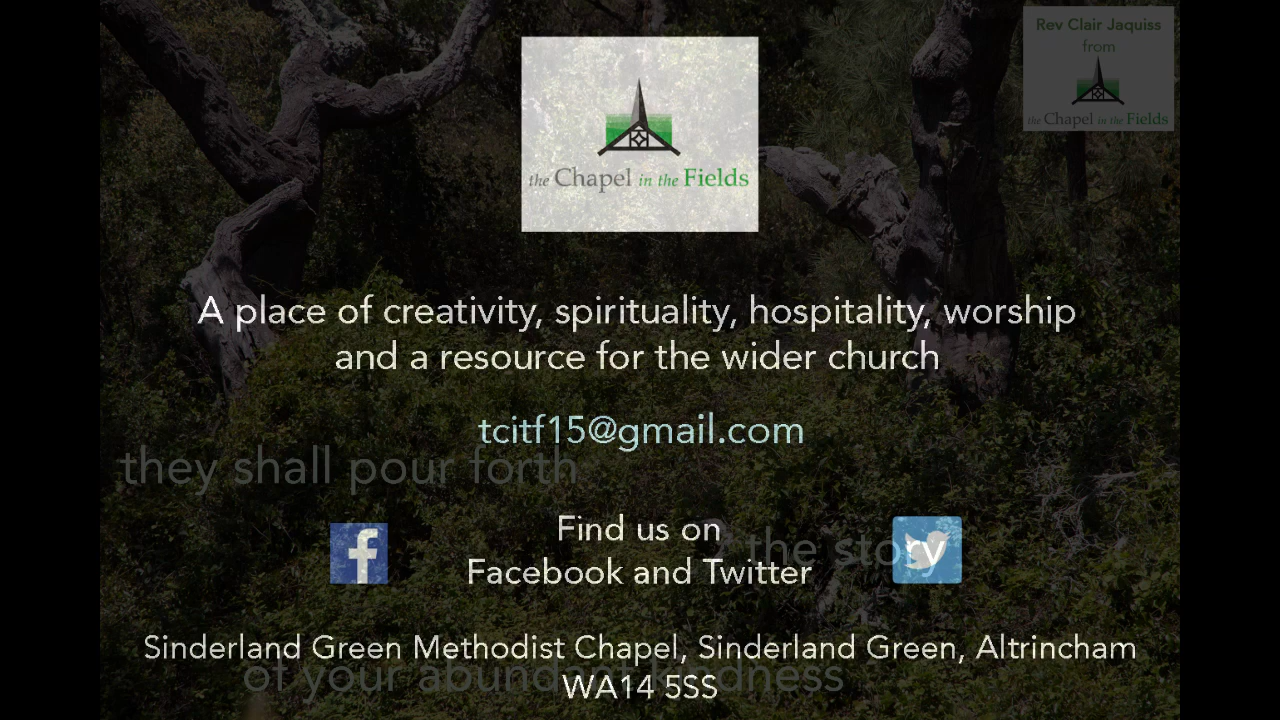 Rev Clair Jaquiss
from
the Chapel in the Fields
the Chapel in the Fields
A place of creativity, spirituality, hospitality, worship
and a resource for the wider church
tcitf15@gmail.com
they shall pour forth
Find us on
the story
Facebook and Twitter
Sinderland Green Methodist Chapel, Sinderland Green, Altrincham
of your abundant kindness
WA14 5SS